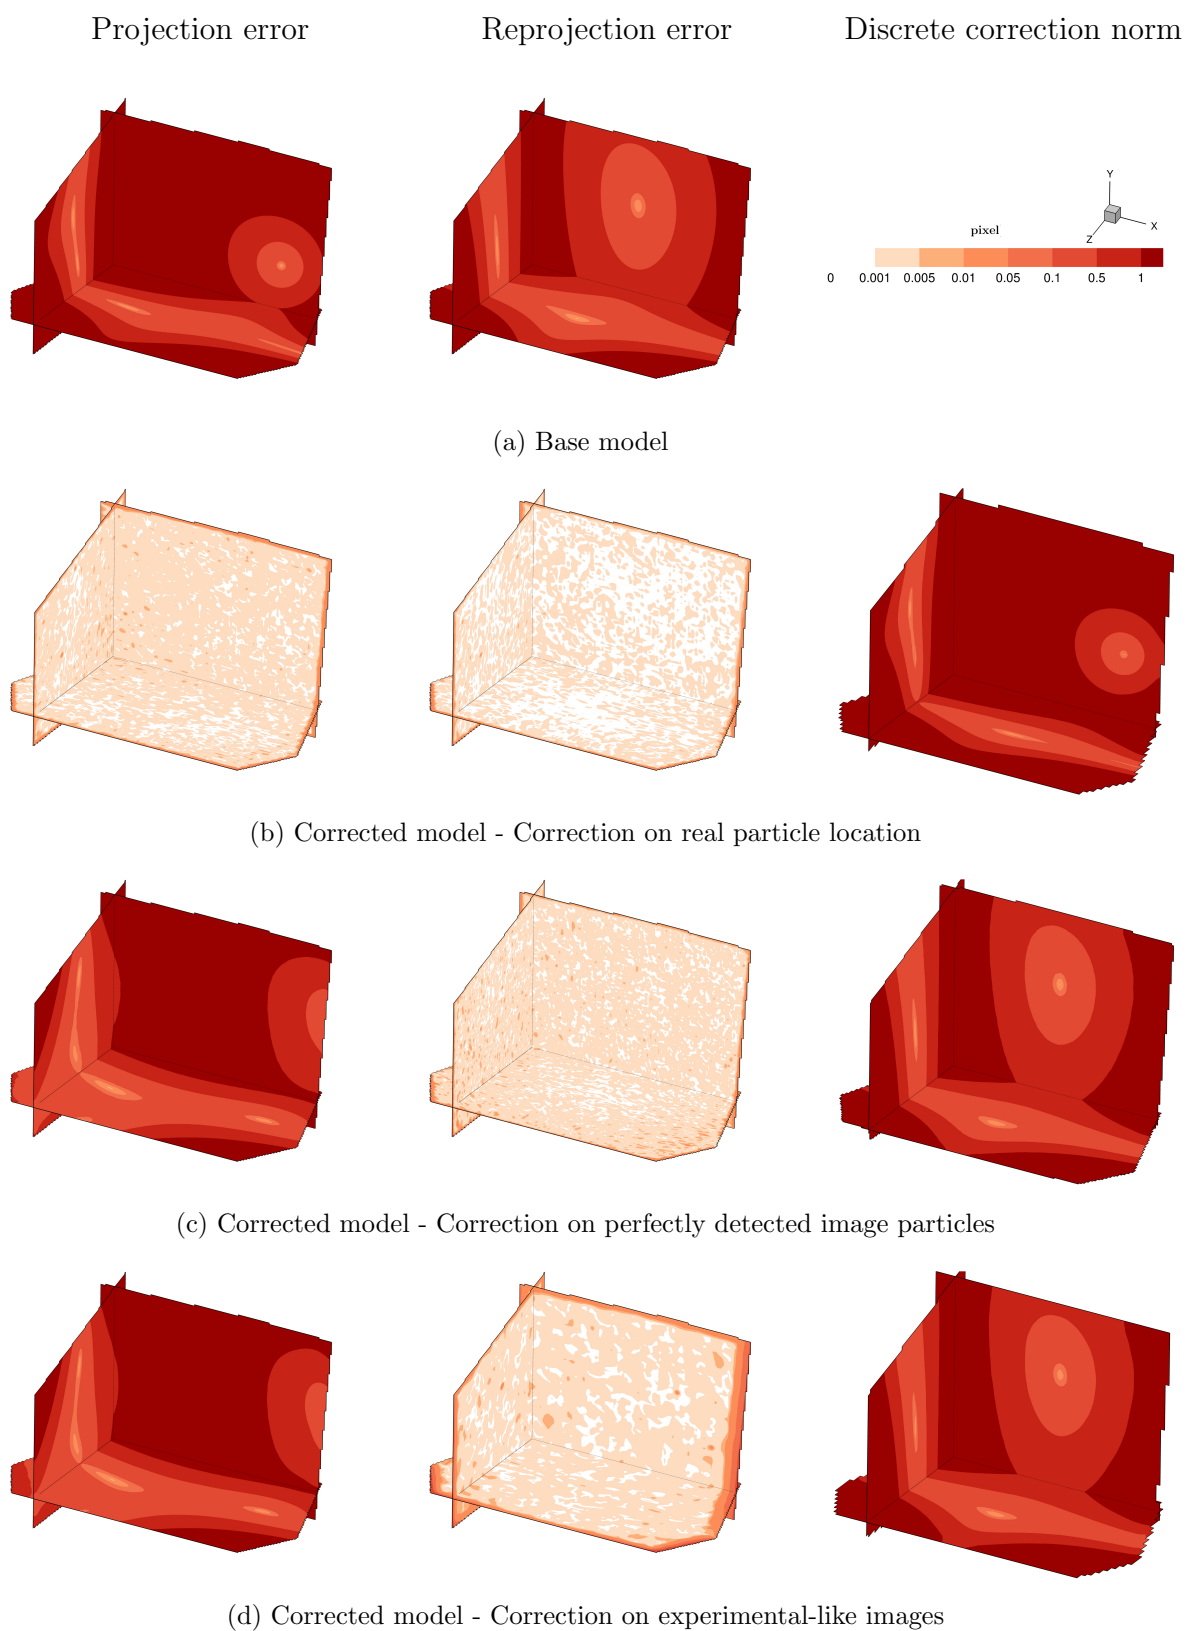 Projection error Reprojection error Discrete correction norm
Y
X
Z
pixel
0 0.001 0.005 0.01 0.05 0.1 0.5 1
(a) Base model
(b) Corrected model - Correction on real particle location
(c) Corrected model - Correction on perfectly detected image particles
(d) Corrected model - Correction on experimental-like images